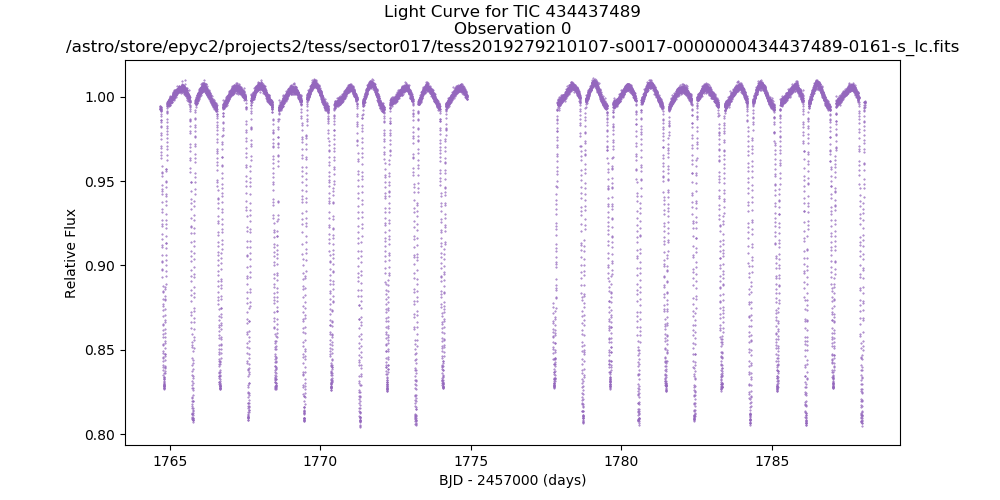 Light Curve for TIC 434437489
Observation 0
/astro/store/epyc2/projects2/tess/sector017/tess2019279210107-s0017-0000000434437489-0161-s_lc.fits
1.00
0.95
0.90
0.85
0.80
Relative Flux
1765
1770
1775
1780
1785
BJD - 2457000 (days)